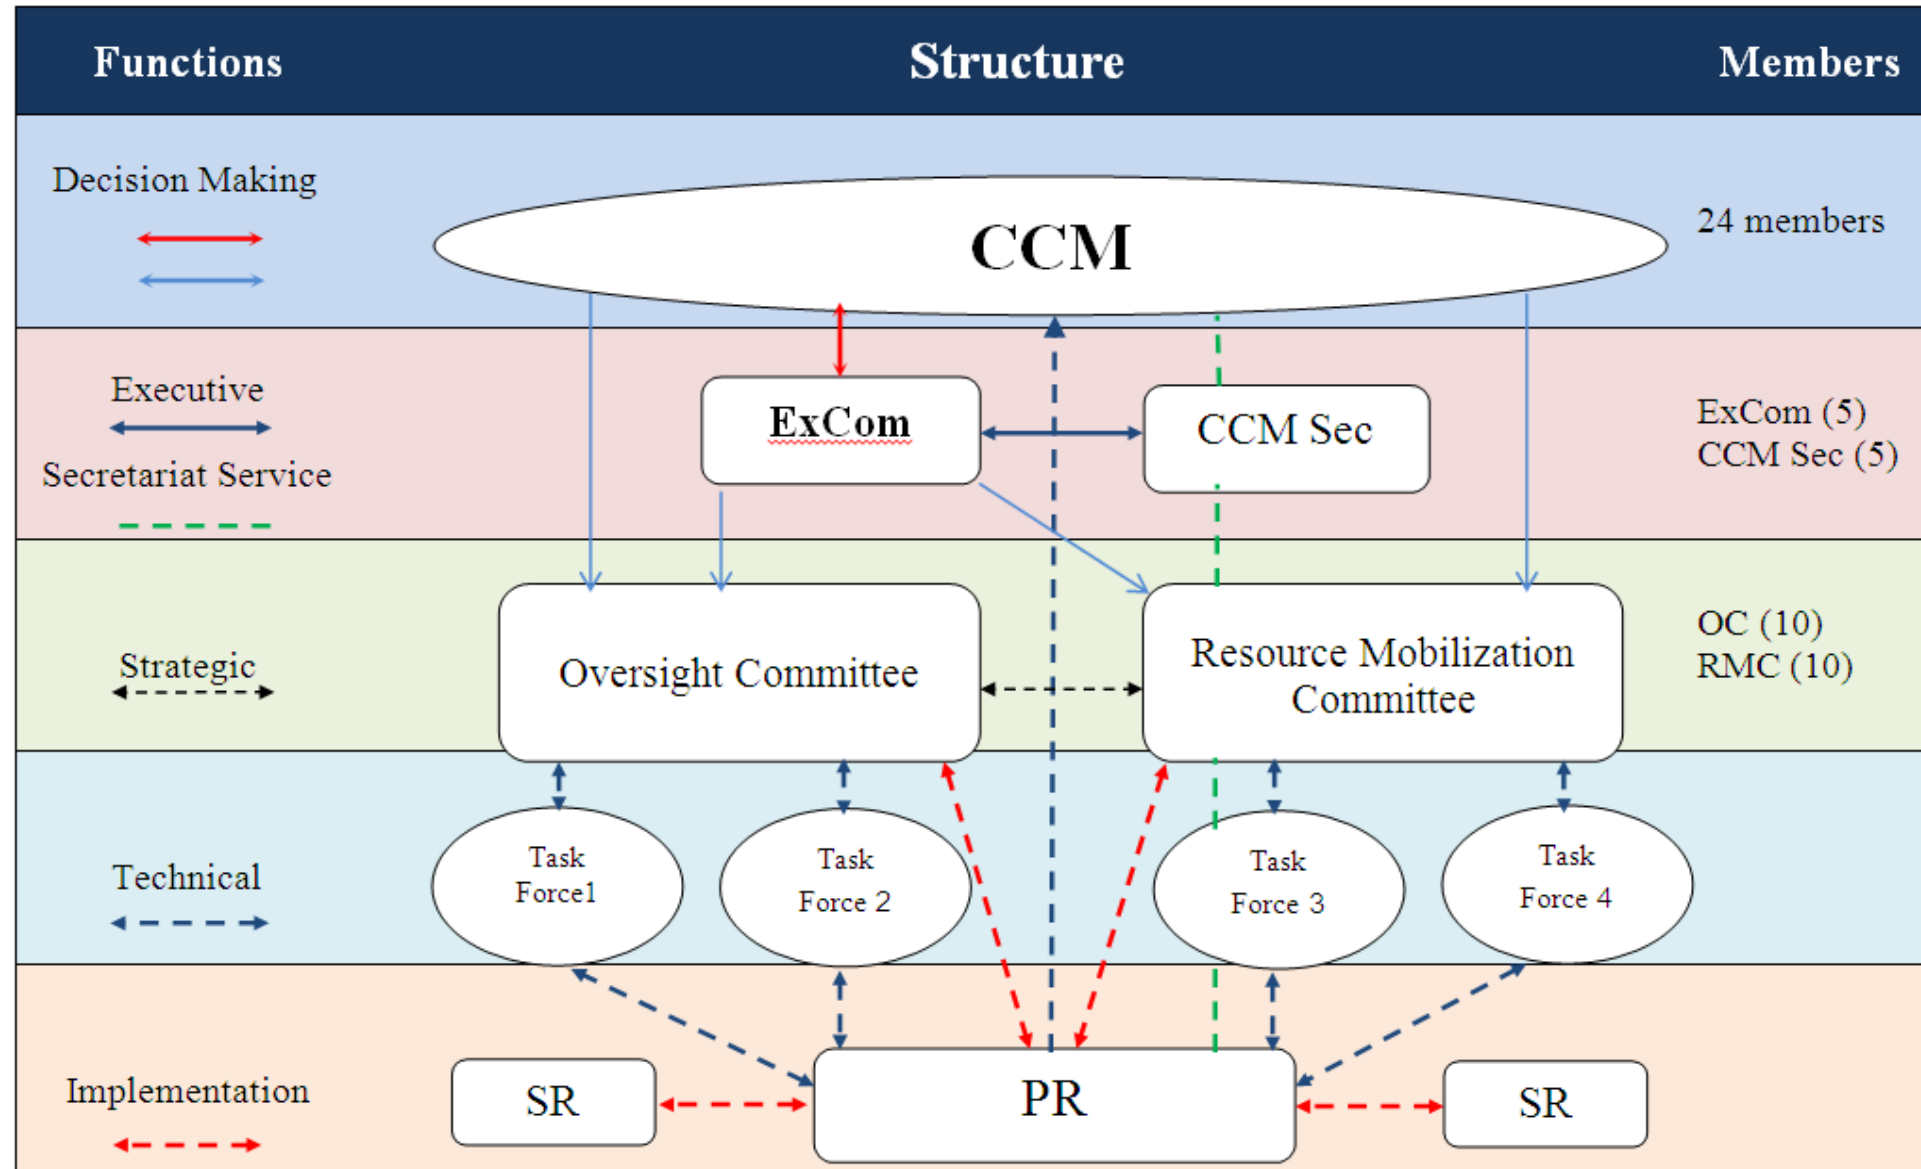 Functions
Structure
Members
Decision Making
CCM
24 members
Executive
Secretariat Service
ExCom
CCM Sec
ExCom (5)
CCM Sec (5)
Strategic
Oversight Committee
Resource Mobilization
Committee
OC (10)
RMC (10)
Technical
Task
Force1
Task
Force 2
Task
Force 3
Task
Force 4
Implementation
SR
PR
SR